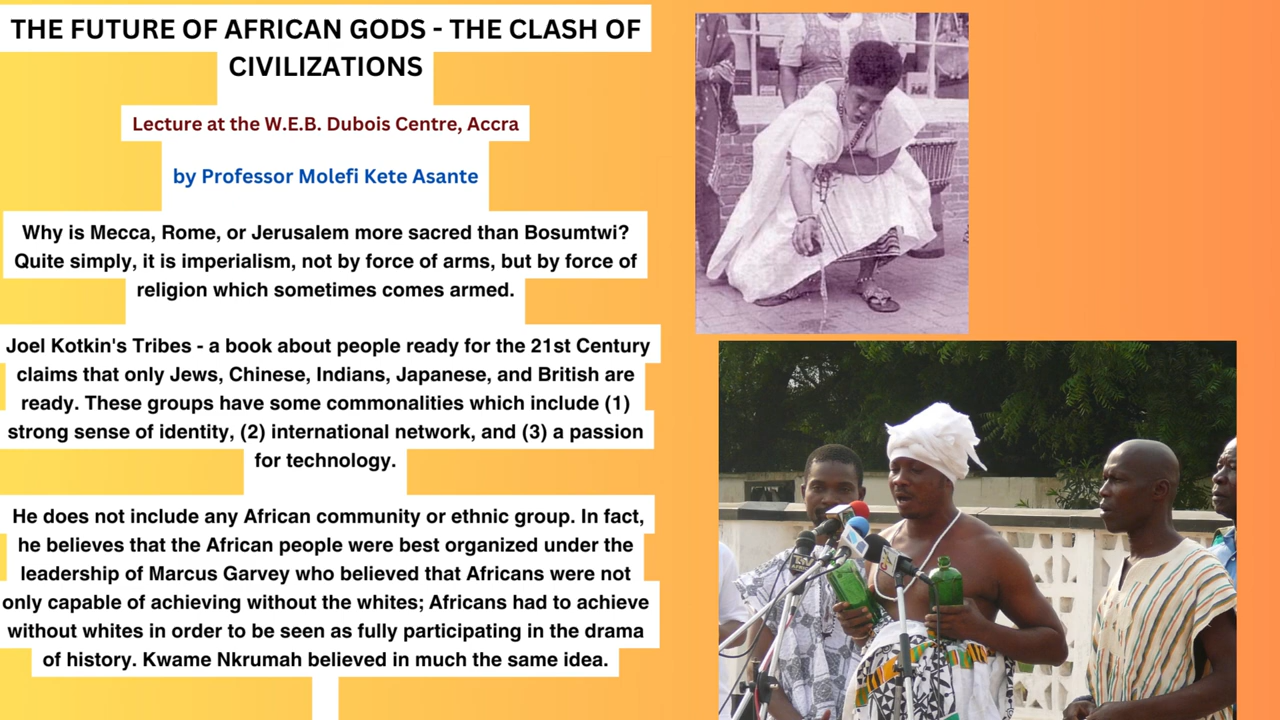 THE FUTURE OF AFRICAN GODS - THE CLASH OF
CIVILIZATIONS
Lecture at the W.E.B. Dubois Centre, Accra
by Professor Molefi Kete Asante
Why is Mecca, Rome, or Jerusalem more sacred than Bosumtwi?
Quite simply, it is imperialism, not by force of arms, but by force of
religion which sometimes comes armed.
Joel Kotkin's Tribes - a book about people ready for the 21st Century
claims that only Jews, Chinese, Indians, Japanese, and British are
ready. These groups have some commonalities which include (1)
strong sense of identity, (2) international network, and (3) a passion
for technology.
He does not include any African community or ethnic group. In fact,
he believes that the African people were best organized under the
leadership of Marcus Garvey who believed that Africans were not
only capable of achieving without the whites; Africans had to achieve
without whites in order to be seen as fully participating in the drama
of history. Kwame Nkrumah believed in much the same idea.